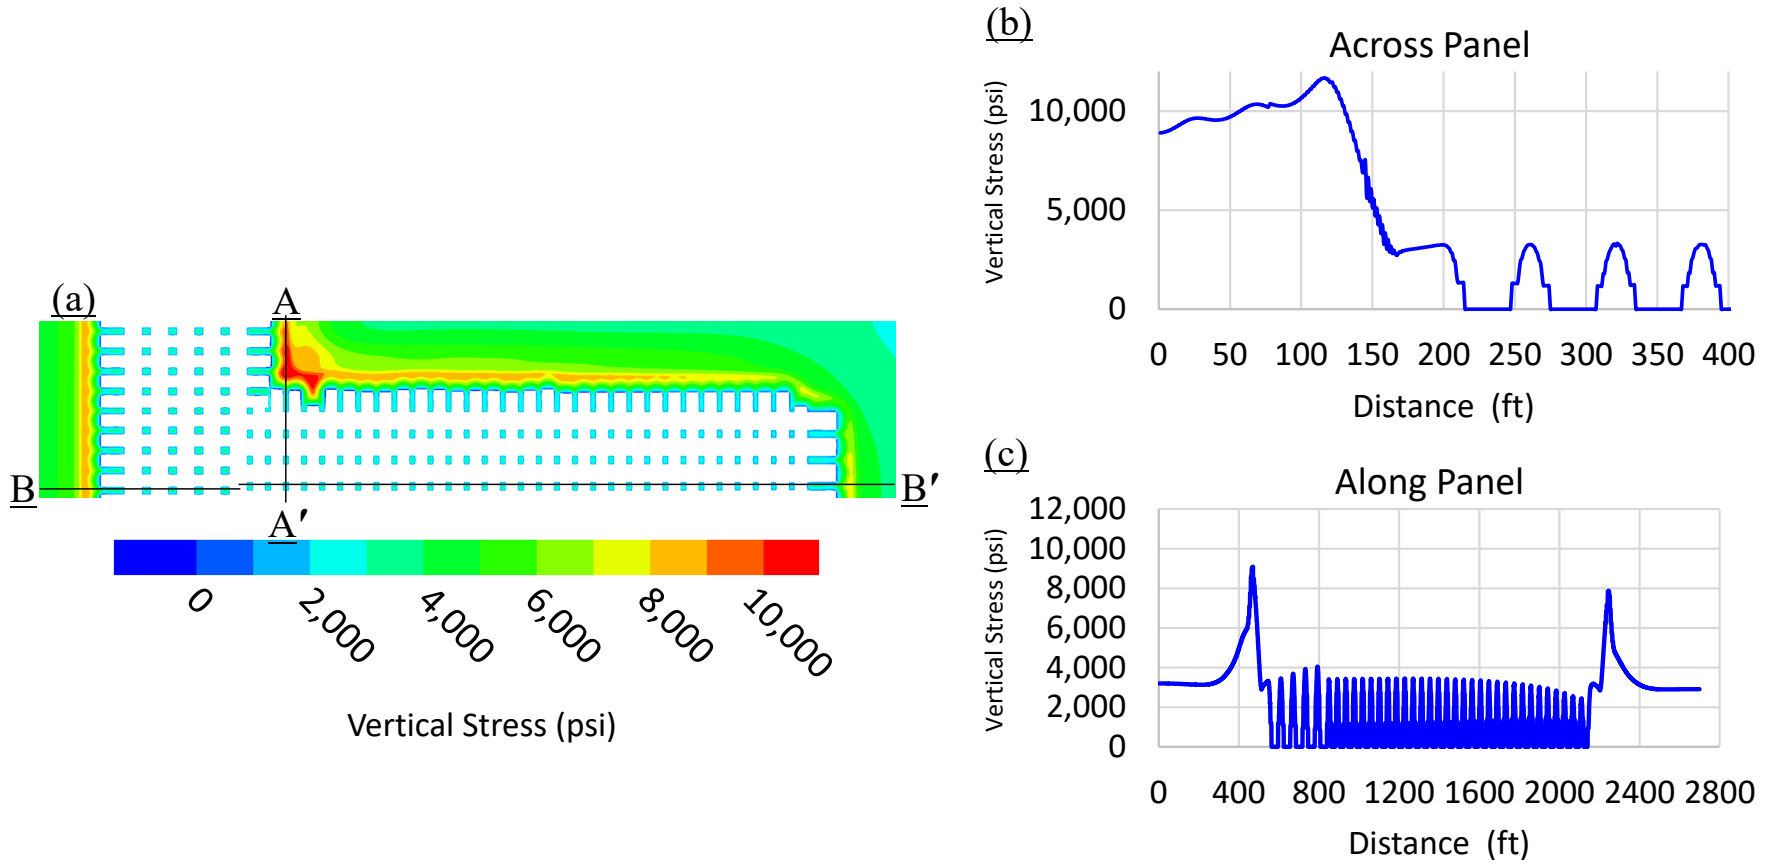 (a)
A
B
B′
A′
0
2,000
4,000
6,000
8,000
10,000
Vertical Stress (psi)
(b)
Across Panel
Vertical Stress (psi)
10,000
5,000
0
0 50 100 150 200 250 300 350 400
Distance (ft)
(c)
Along Panel
Vertical Stress (psi)
12,000
10,000
8,000
6,000
4,000
2,000
0
0 400 800 1200 1600 2000 2400 2800
Distance (ft)